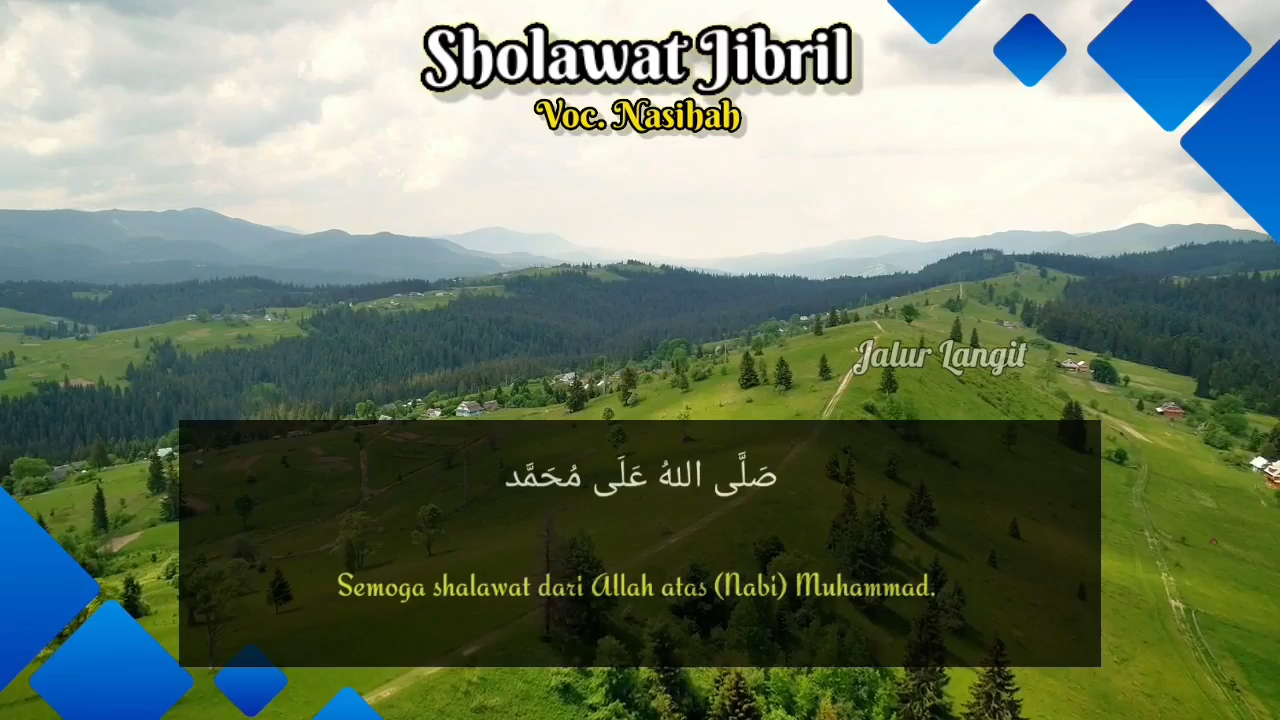 Sholawat Jibril
Voc. Nasihah
Jalur Langit
صَلَّى اللهُ عَلَى مُحَمَّد
Semoga shalawat dari Allah atas (Nabi) Muhammad.